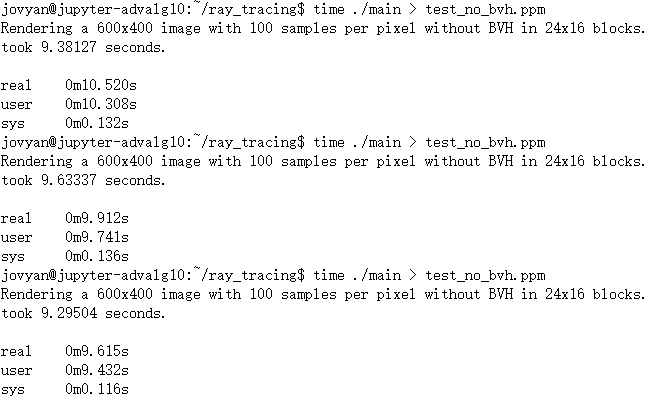 jovyan@jupyter-adva1g10:~/ray_tracing$ time ./main > test_no_bvh.ppm
Rendering a 600x400 image with 100 samples per pixel without BVH in 24x16 blocks.
took 9.38127 seconds.
real 0m10.520s
user 0m10.308s
sys 0m0.132s
jovyan@jupyter-adva1g10:~/ray_tracing$ time ./main > test_no_bvh.ppm
Rendering a 600x400 image with 100 samples per pixel without BVH in 24x16 blocks.
took 9.63337 seconds.
real 0m9.912s
user 0m9.741s
sys 0m0.136s
jovyan@jupyter-adva1g10:~/ray_tracing$ time ./main > test_no_bvh.ppm
Rendering a 600x400 image with 100 samples per pixel without BVH in 24x16 blocks.
took 9.29504 seconds.
real 0m9.615s
user 0m9.432s
sys 0m0.116s